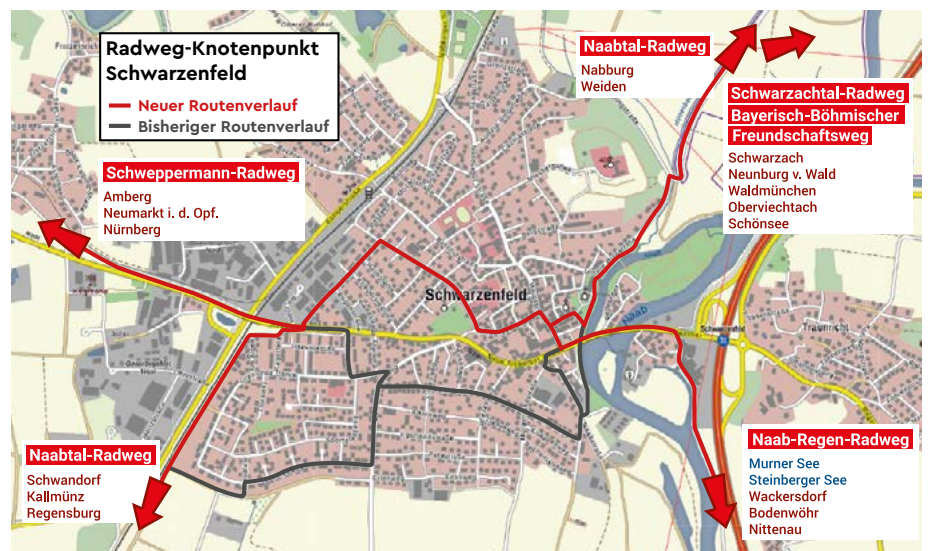 Radweg-Knotenpunkt
Schwarzenfeld
Neuer Routenverlauf
Bisheriger Routenverlauf
Naabtal-Radweg
Nabburg
Weiden
Schwarzachtal-Radweg
Bayerisch-Böhmischer
Freundschaftsweg
Schwarzach
Neunburg v. Wald
Waldmünchen
Oberviechtach
Schönsee
Schweppermann-Radweg
Amberg
Neumarkt i. d. Opf.
Nürnberg
Schwarzenfeld
Naab
Schwarzenfeld
Traunricht
Naabtal-Radweg
Schwandorf
Kallmünz
Regensburg
Naab-Regen-Radweg
Murner See
Steinberger See
Wackersdorf
Bodenwöhr
Nittenau